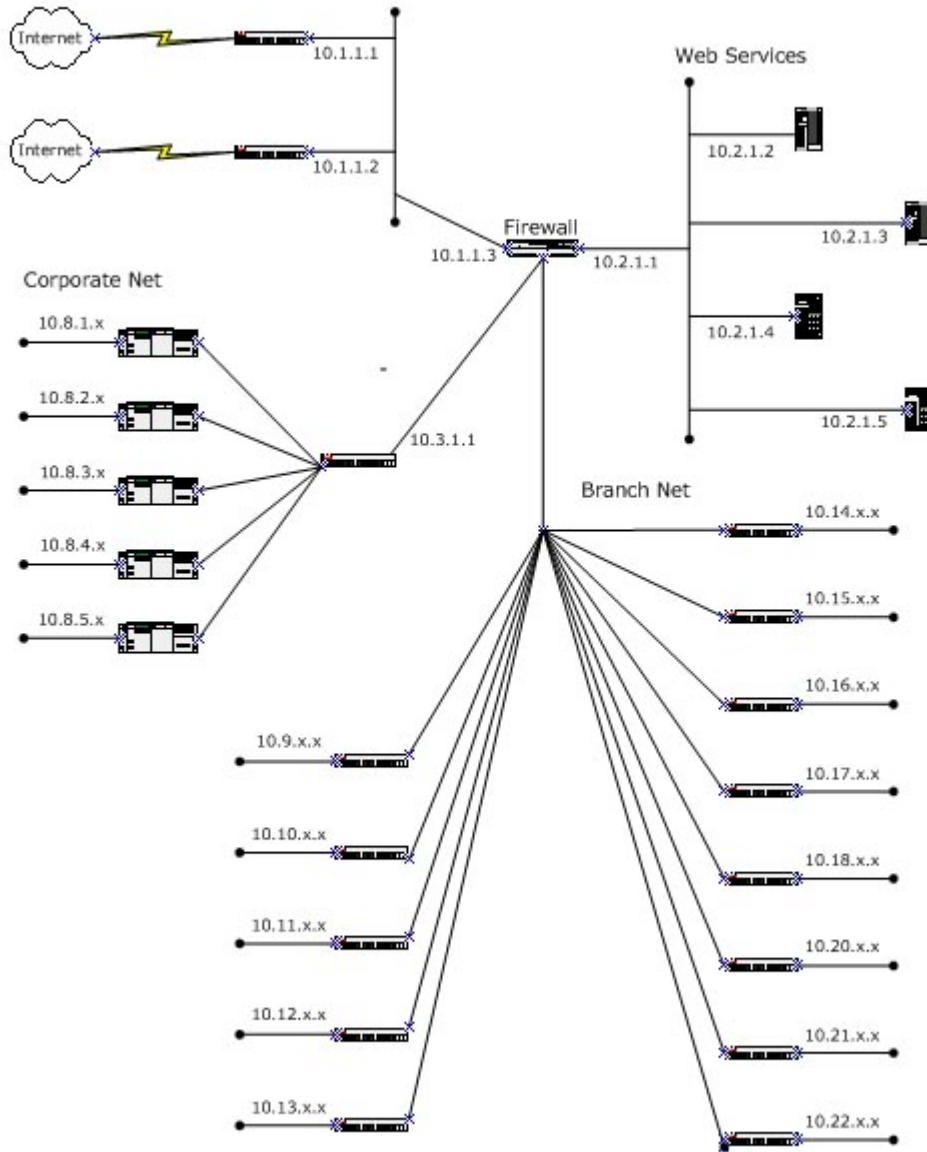 Internet
10.1.1.1
Internet
10.1.1.2
Web Services
10.2.1.2
10.2.1.3
10.2.1.4
10.2.1.5
Firewall
10.1.1.3
10.2.1.1
Corporate Net
10.8.1.x
10.8.2.x
10.8.3.x
10.8.4.x
10.8.5.x
10.3.1.1
Branch Net
10.14.x.x
10.15.x.x
10.16.x.x
10.17.x.x
10.18.x.x
10.20.x.x
10.21.x.x
10.22.x.x
10.9.x.x
10.10.x.x
10.11.x.x
10.12.x.x
10.13.x.x